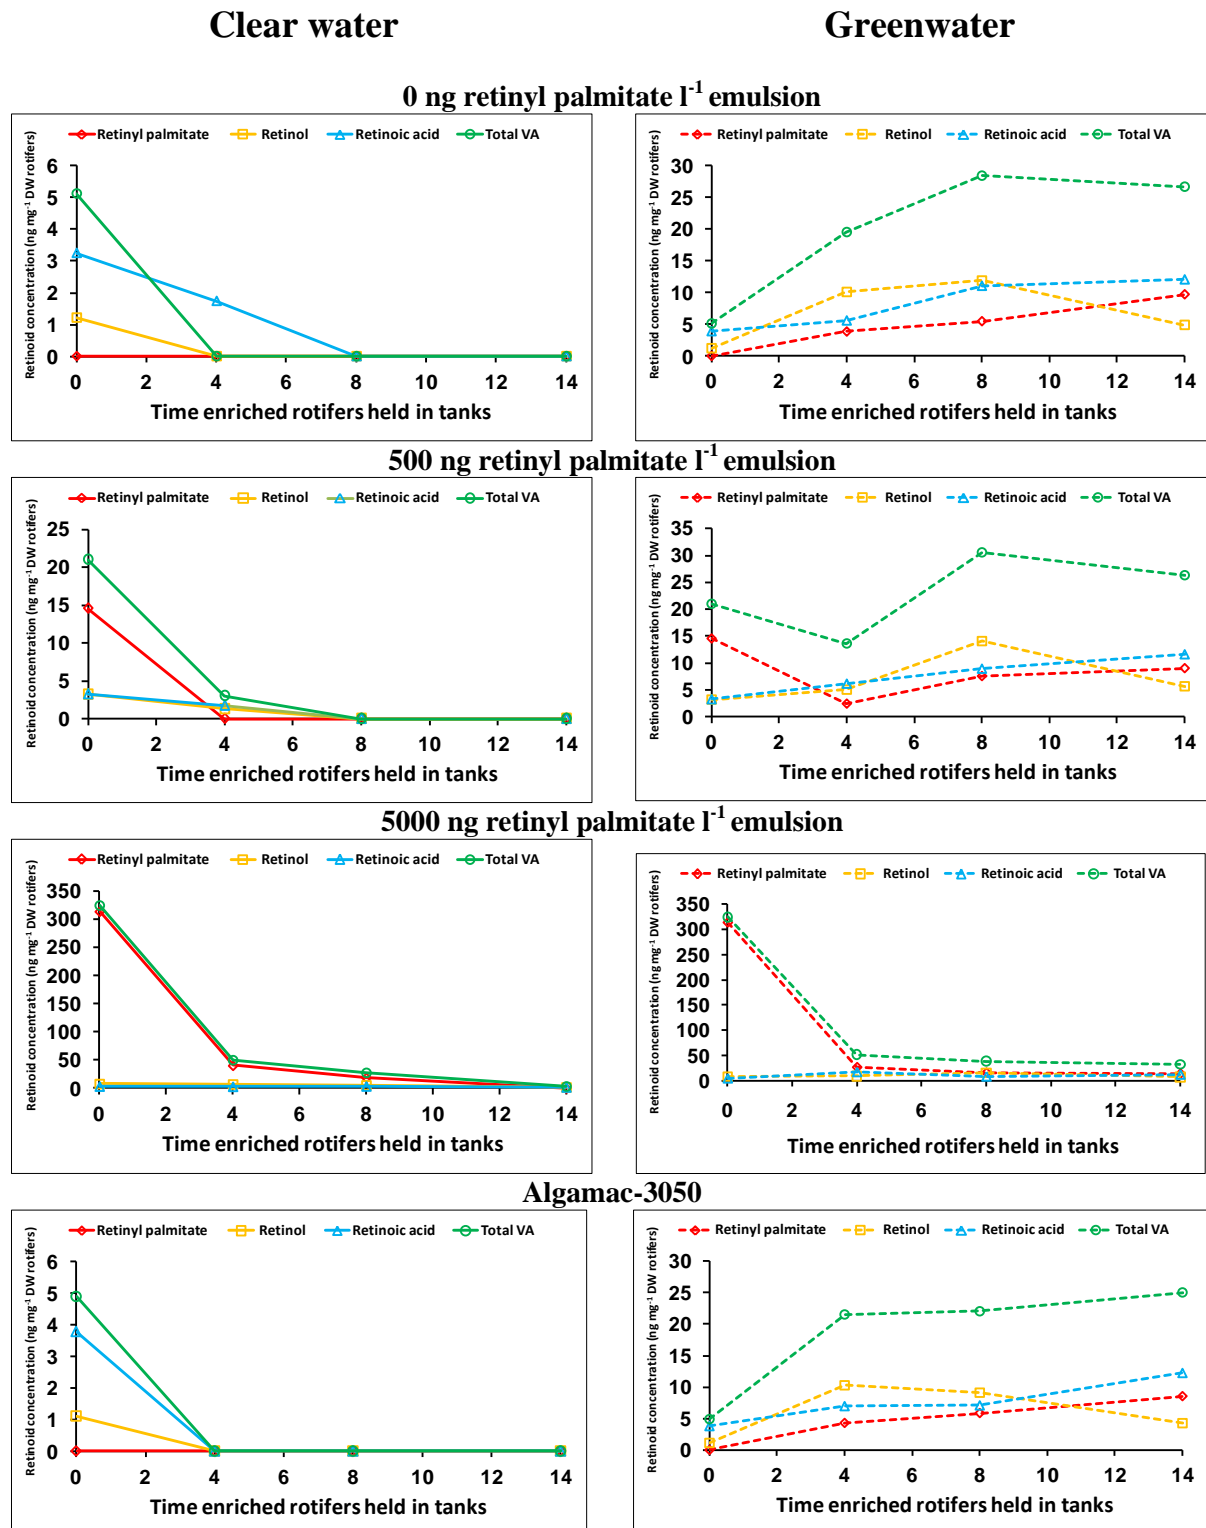 Clear water
Greenwater
0 ng retinyl palmitate l-1 emulsion
Retinyl palmitate Retinol Retinoic acid Total VA
Retinoid concentration (ng mg-1 DW rotifers)
6
5
4
3
2
1
0
0 2 4 6 8 10 12 14
Time enriched rotifers held in tanks
Retinyl palmitate Retinol Retinoic acid Total VA
Retinoid concentration (ng mg-1 DW rotifers)
30
25
20
15
10
5
0
0 2 4 6 8 10 12 14
Time enriched rotifers held in tanks
500 ng retinyl palmitate l-1 emulsion
Retinyl palmitate Retinol Retinoic acid Total VA
Retinoid concentration (ng mg-1 DW rotifers)
25
20
15
10
5
0
0 2 4 6 8 10 12 14
Time enriched rotifers held in tanks
Retinyl palmitate Retinol Retinoic acid Total VA
Retinoid concentration (ng mg-1 DW rotifers)
35
30
25
20
15
10
5
0
0 2 4 6 8 10 12 14
Time enriched rotifers held in tanks
5000 ng retinyl palmitate l-1 emulsion
Retinyl palmitate Retinol Retinoic acid Total VA
Retinoid concentration (ng mg-1 DW rotifers)
350
300
250
200
150
100
50
0
0 2 4 6 8 10 12 14
Time enriched rotifers held in tanks
Retinyl palmitate Retinol Retinoic acid Total VA
Retinoid concentration (ng mg-1 DW rotifers)
350
300
250
200
150
100
50
0
0 2 4 6 8 10 12 14
Time enriched rotifers held in tanks
Algamac-3050
Retinyl palmitate Retinol Retinoic acid Total VA
Retinoid concentration (ng mg-1 DW rotifers)
6
5
4
3
2
1
0
0 2 4 6 8 10 12 14
Time enriched rotifers held in tanks
Retinyl palmitate Retinol Retinoic acid Total VA
Retinoid concentration (ng mg-1 DW rotifers)
30
25
20
15
10
5
0
0 2 4 6 8 10 12 14
Time enriched rotifers held in tanks